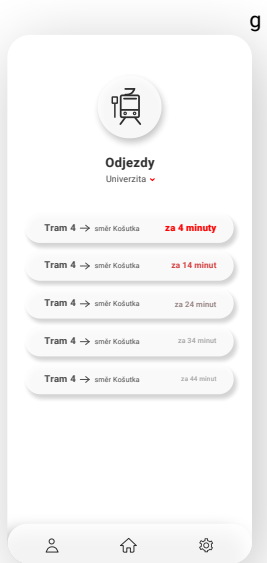 g
Odjezdy
Univerzita
Tram 4 → směr Košutka za 4 minuty
Tram 4 → směr Košutka za 14 minut
Tram 4 → směr Košutka za 24 minut
Tram 4 → směr Košutka za 34 minut
Tram 4 → směr Košutka za 44 minut